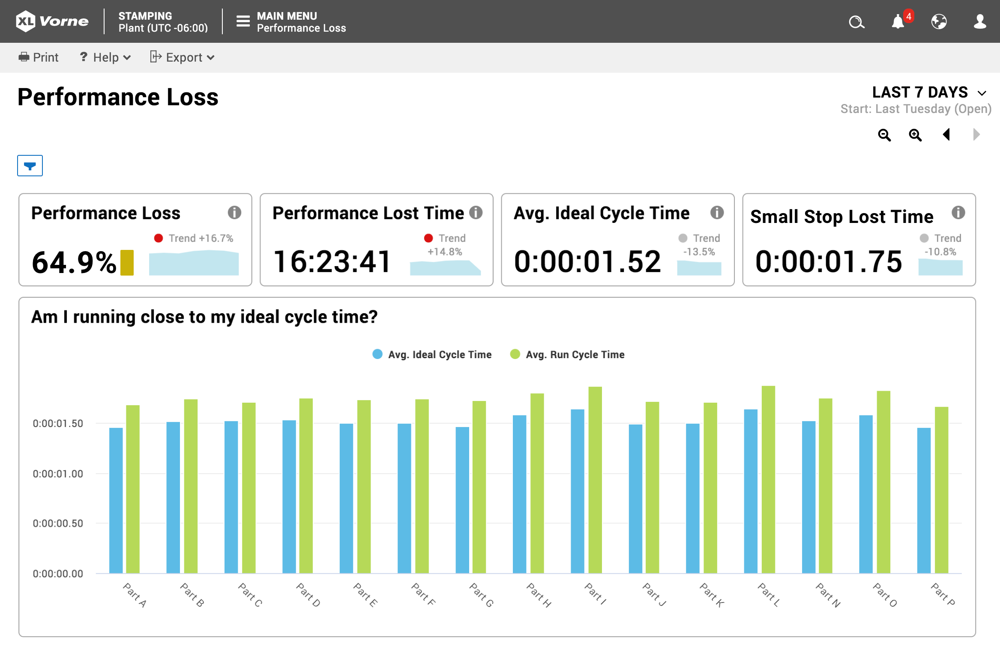 XL Vorne
STAMPING
Plant (UTC -06:00)
MAIN MENU
Performance Loss
4
Print
? Help
Export
Performance Loss
LAST 7 DAYS
Start: Last Tuesday (Open)
Performance Loss
Trend +16.7%
64.9%
Performance Lost Time
Trend
+14.8%
16:23:41
Avg. Ideal Cycle Time
Trend
-13.5%
0:00:01.52
Small Stop Lost Time
Trend
-10.8%
0:00:01.75
Am I running close to my ideal cycle time?
Avg. Ideal Cycle Time
Avg. Run Cycle Time
0:00:01.50
0:00:01.00
0:00:00.50
0:00:00.00
Part A
Part B
Part C
Part D
Part E
Part F
Part G
Part H
Part I
Part J
Part K
Part L
Part N
Part O
Part P